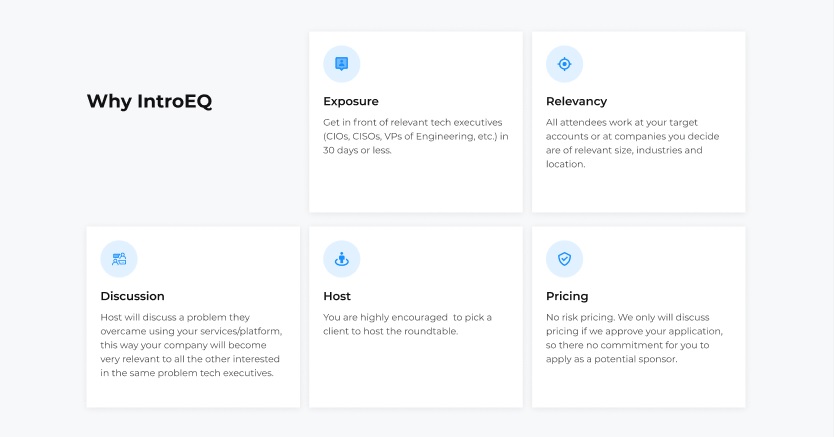 Why IntroEQ
Exposure
Get in front of relevant tech executives
(CIOs, CISOs, VPs of Engineering, etc.) in
30 days or less.
Relevancy
All attendees work at your target
accounts or at companies you decide
are of relevant size, industries and
location.
Discussion
Host will discuss a problem they
overcame using your services/platform,
this way your company will become
very relevant to all the other interested
in the same problem tech executives.
Host
You are highly encouraged  to pick a
client to host the roundtable.
Pricing
No risk pricing. We only will discuss
pricing if we approve your application,
so there no commitment for you to
apply as a potential sponsor.